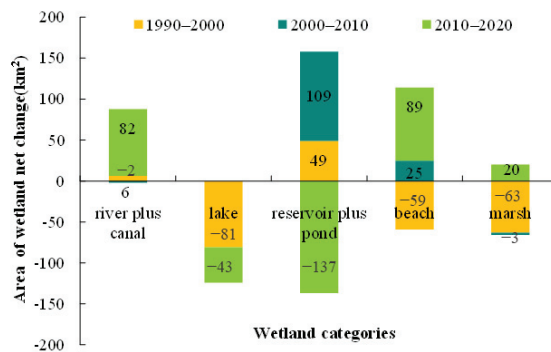 1990–2000 2000–2010 2010–2020
Area of wetland net change(km²)
200
150
100
50
0
-50
-100
-150
-200
82
−2
6
−81
−43
109
49
−137
89
25
−59
20
−63
−3
river plus canal
lake
reservoir plus pond
beach
marsh
Wetland categories